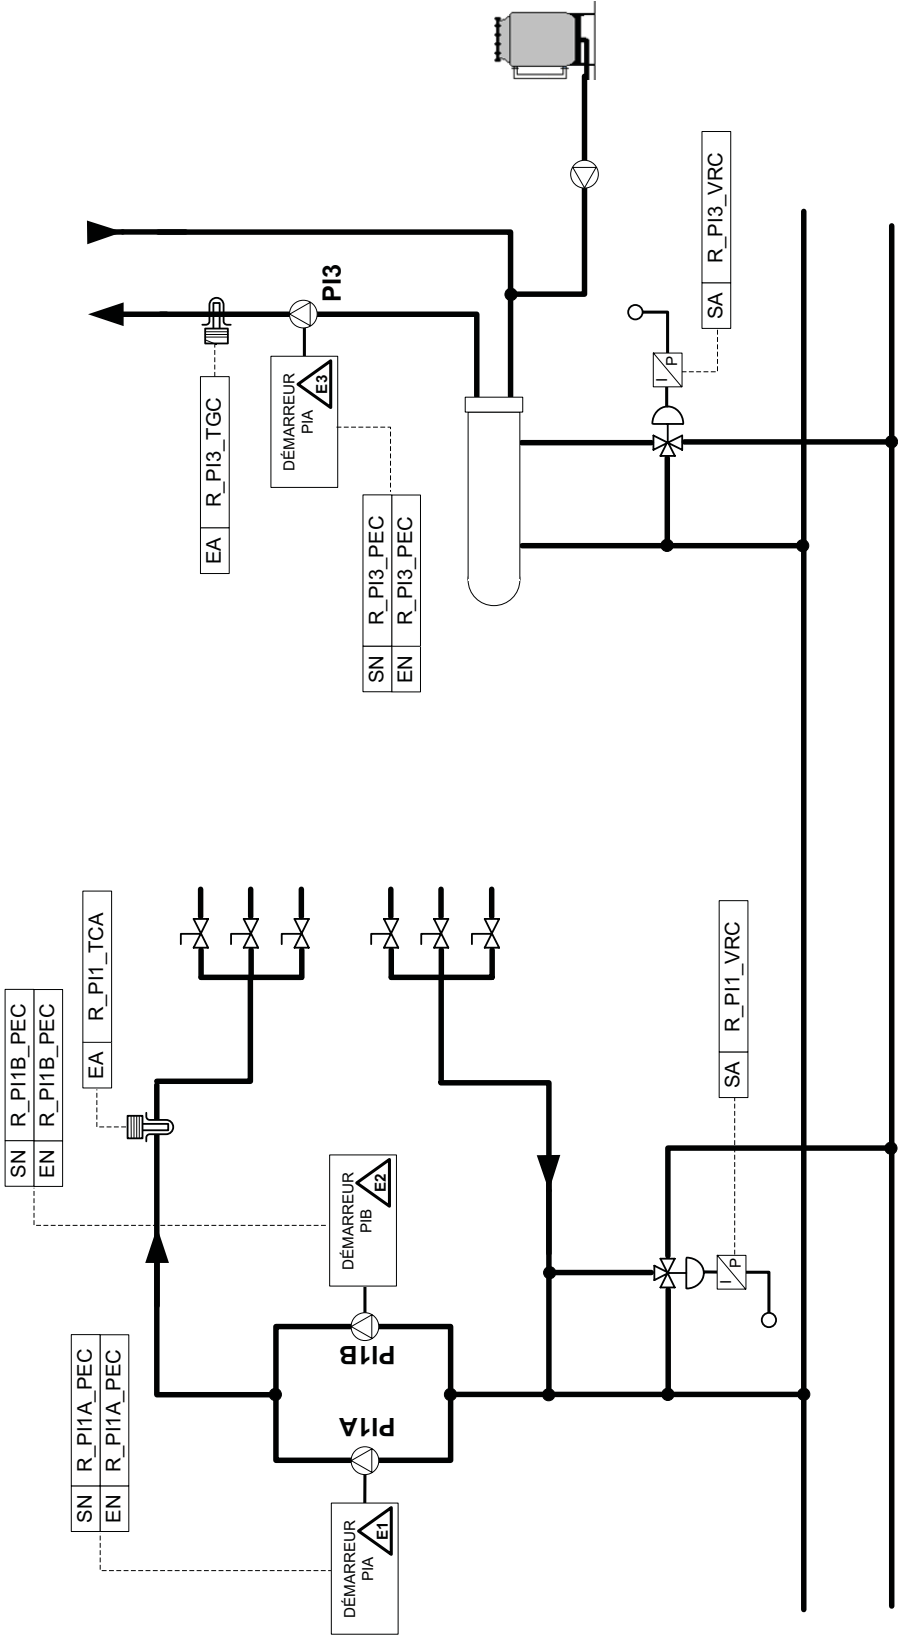 SN R_PI1A_PEC
EN R_PI1A_PEC
SN R_PI1B_PEC
EN R_PI1B_PEC
EA R_PI1_TCA
DÉMARREUR
PIA
E1
PI1A
PI1B
DÉMARREUR
PIB
E2
I
P
SA R_PI1_VRC
EA R_PI3_TGC
DÉMARREUR
PIA
E3
PI3
SN R_PI3_PEC
EN R_PI3_PEC
I
P
SA R_PI3_VRC